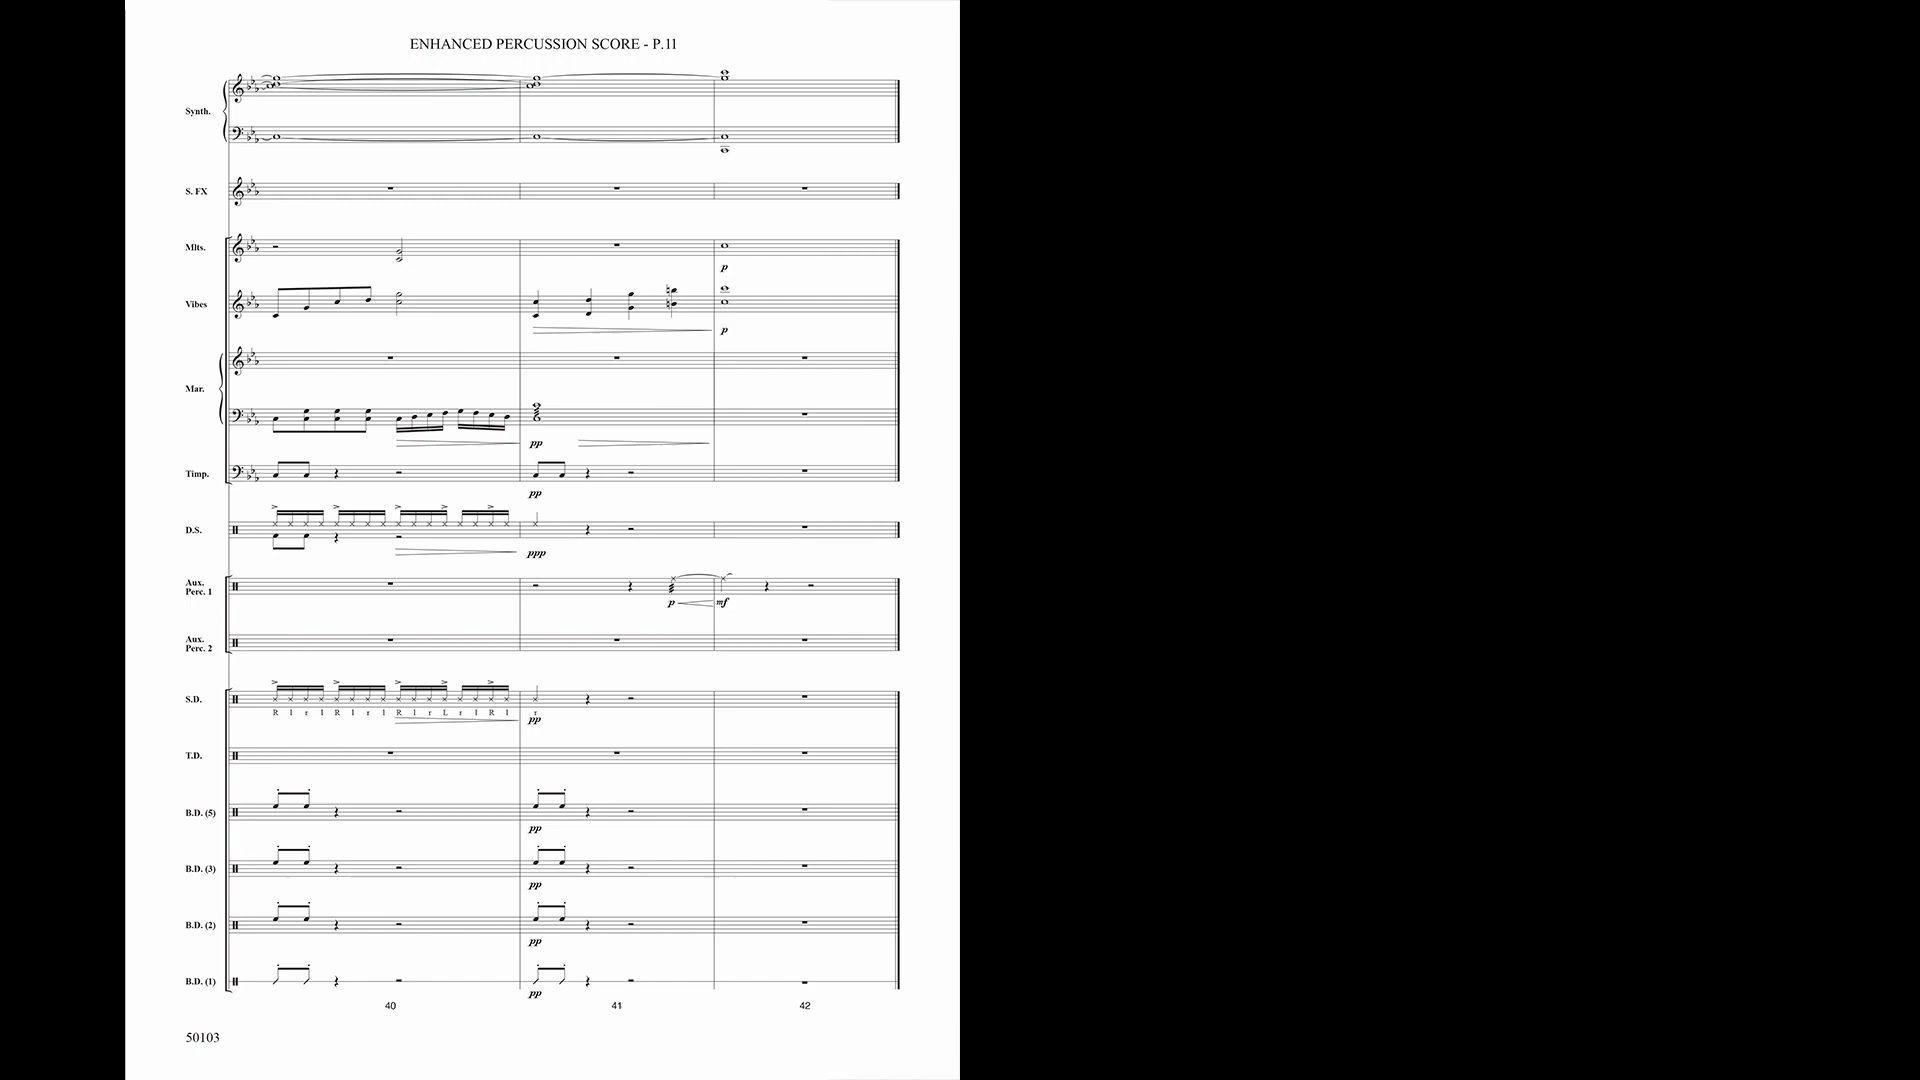 ENHANCED PERCUSSION SCORE - P.11
Synth.
S. FX
Mlts.
p
Vibes
p
Mar.
pp
Timp.
pp
D.S.
ppp
Aux.
Perc. 1
p mf
Aux.
Perc. 2
S.D.
R l r l R l r l R l r L r l R l r
pp
T.D.
B.D. (5)
pp
B.D. (3)
pp
B.D. (2)
pp
B.D. (1)
pp
40 41 42
50103